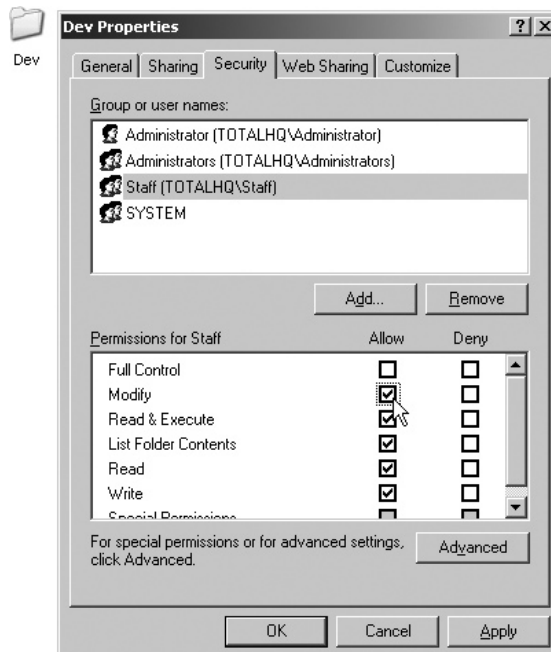 Dev
Dev Properties
General Sharing Security Web Sharing Customize
Group or user names:
Administrator (TOTALHQ\Administrator)
Administrators (TOTALHQ\Administrators)
Staff (TOTALHQ\Staff)
SYSTEM
Add... Remove
Permissions for Staff Allow Deny
Full Control
Modify
Read & Execute
List Folder Contents
Read
Write
Special Permissions
For special permissions or for advanced settings, Advanced
click Advanced.
OK Cancel Apply